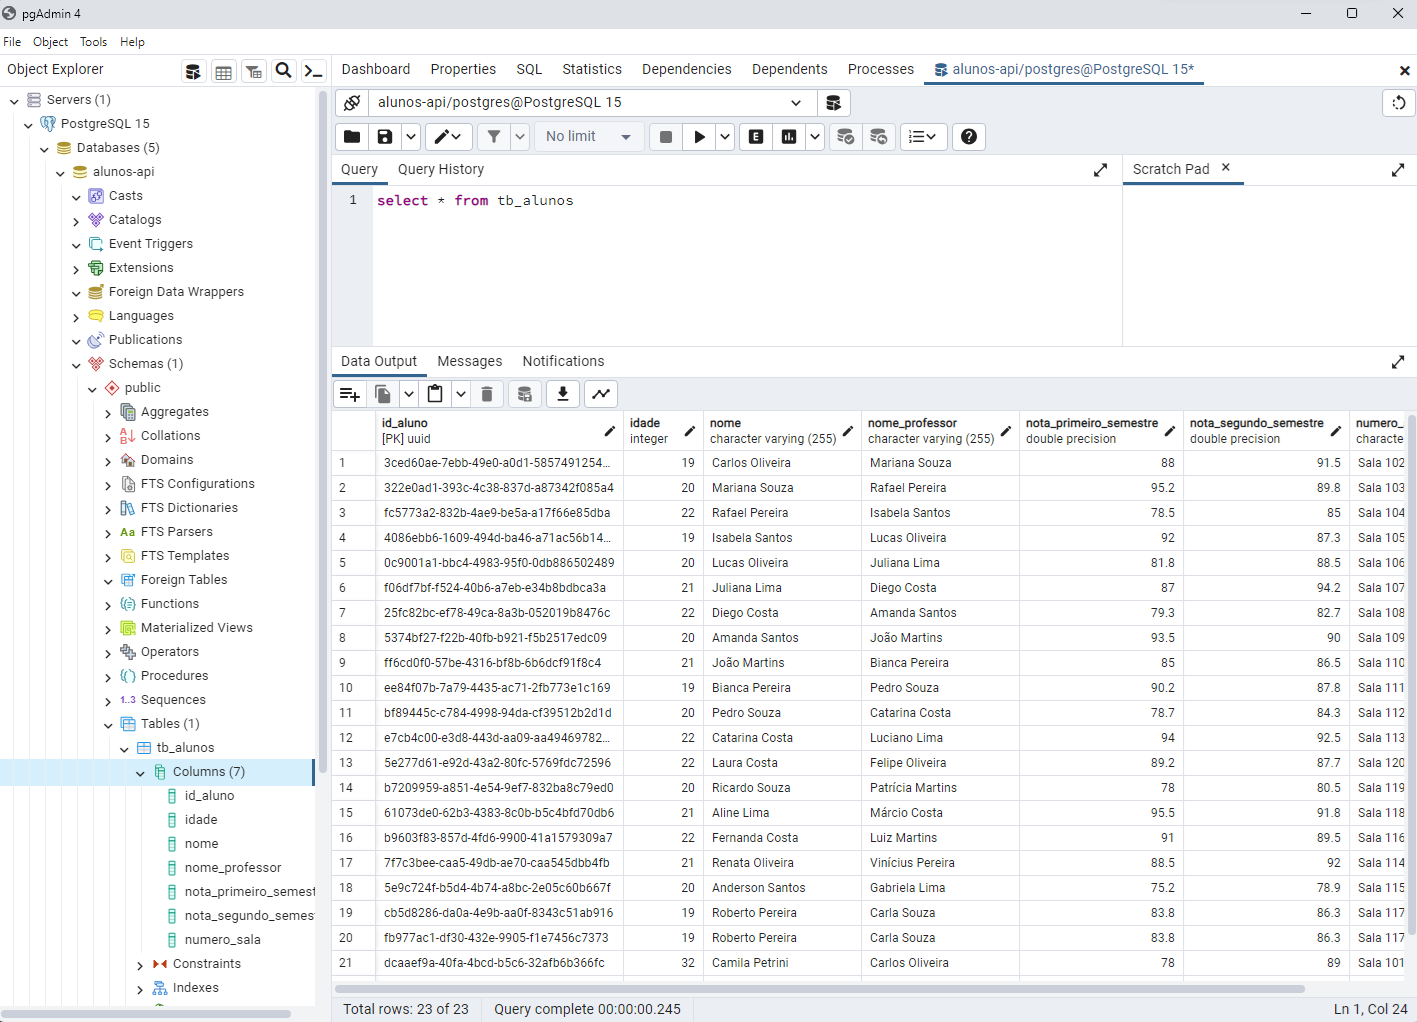 pgAdmin 4
File Object Tools Help
Object Explorer
Dashboard Properties SQL Statistics Dependencies Dependents Processes alunos-api/postgres@PostgreSQL 15*
Servers (1)
PostgreSQL 15
Databases (5)
alunos-api
Casts
Catalogs
Event Triggers
Extensions
Foreign Data Wrappers
Languages
Publications
Schemas (1)
public
Aggregates
Collations
Domains
FTS Configurations
FTS Dictionaries
Aa FTS Parsers
FTS Templates
Foreign Tables
Functions
Materialized Views
Operators
Procedures
1..3 Sequences
Tables (1)
tb_alunos
Columns (7)
id_aluno
idade
nome
nome_professor
nota_primeiro_semest
nota_segundo_semes
numero_sala
Constraints
Indexes
alunos-api/postgres@PostgreSQL 15
No limit
Query Query History
Scratch Pad
1 select * from tb_alunos
Data Output Messages Notifications
id_aluno idade nome nome_professor nota_primeiro_semestre nota_segundo_semestre numero_
[PK] uuid integer character varying (255) character varying (255) double precision double precision characte
1 3ced60ae-7ebb-49e0-a0d1-5857491254... 19 Carlos Oliveira Mariana Souza 88 91.5 Sala 102
2 322e0ad1-393c-4c38-837d-a87342f085a4 20 Mariana Souza Rafael Pereira 95.2 89.8 Sala 103
3 fc5773a2-832b-4ae9-be5a-a17f66e85dba 22 Rafael Pereira Isabela Santos 78.5 85 Sala 104
4 4086ebb6-1609-494d-ba46-a71ac56b14... 19 Isabela Santos Lucas Oliveira 92 87.3 Sala 105
5 0c9001a1-bbc4-4983-95f0-0db886502489 20 Lucas Oliveira Juliana Lima 81.8 88.5 Sala 106
6 f06df7bf-f524-40b6-a7eb-e34b8bdbca3a 21 Juliana Lima Diego Costa 87 94.2 Sala 107
7 25fc82bc-ef78-49ca-8a3b-052019b8476c 22 Diego Costa Amanda Santos 79.3 82.7 Sala 108
8 5374bf27-f22b-40fb-b921-f5b2517edc09 20 Amanda Santos João Martins 93.5 90 Sala 109
9 ff6cd0f0-57be-4316-bf8b-6b6dcf91f8c4 21 João Martins Bianca Pereira 85 86.5 Sala 110
10 ee84f07b-7a79-4435-ac71-2fb773e1c169 19 Bianca Pereira Pedro Souza 90.2 87.8 Sala 111
11 bf89445c-c784-4998-94da-cf39512b2d1d 20 Pedro Souza Catarina Costa 78.7 84.3 Sala 112
12 e7cb4c00-e3d8-443d-aa09-aa49469782... 22 Catarina Costa Luciano Lima 94 92.5 Sala 113
13 5e277d61-e92d-43a2-80fc-5769fdc72596 22 Laura Costa Felipe Oliveira 89.2 87.7 Sala 120
14 b7209959-a851-4e54-9ef7-832ba8c79ed0 20 Ricardo Souza Patrícia Martins 78 80.5 Sala 119
15 61073de0-62b3-4383-8c0b-b5c4bfd70db6 21 Aline Lima Márcio Costa 95.5 91.8 Sala 118
16 b9603f83-857d-4fd6-9900-41a1579309a7 22 Fernanda Costa Luiz Martins 91 89.5 Sala 116
17 7f7c3bee-caa5-49db-ae70-caa545dbb4fb 21 Renata Oliveira Vinícius Pereira 88.5 92 Sala 114
18 5e9c724f-b5d4-4b74-a8bc-2e05c60b667f 20 Anderson Santos Gabriela Lima 75.2 78.9 Sala 115
19 cb5d8286-da0a-4e9b-aa0f-8343c51ab916 19 Roberto Pereira Carla Souza 83.8 86.3 Sala 117
20 fb977ac1-df30-432e-9905-f1e7456c7373 19 Roberto Pereira Carla Souza 83.8 86.3 Sala 117
21 dcaaef9a-40fa-4bcd-b5c6-32afb6b366fc 32 Camila Petrini Carlos Oliveira 78 89 Sala 101
Total rows: 23 of 23 Query complete 00:00:00.245 Ln 1, Col 24